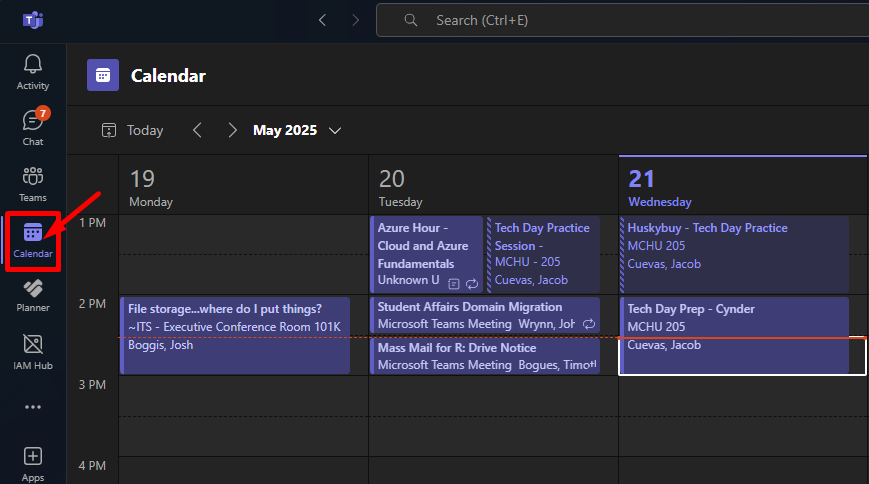 Search (Ctrl+E)
Activity
7
Chat
Teams
Calendar
Planner
IAM Hub
Apps
Calendar
Today
May 2025
19
Monday
20
Tuesday
21
Wednesday
1 PM
2 PM
3 PM
4 PM
File storage...where do I put things?
~ITS - Executive Conference Room 101K
Boggis, Josh
Azure Hour -
Cloud and Azure
Fundamentals
Unknown U
Tech Day Practice
Session -
MCHU - 205
Cuevas, Jacob
Student Affairs Domain Migration
Microsoft Teams Meeting Wrynn, Joh
Mass Mail for R: Drive Notice
Microsoft Teams Meeting Bogues, Timot
Huskybuy - Tech Day Practice
MCHU 205
Cuevas, Jacob
Tech Day Prep - Cynder
MCHU 205
Cuevas, Jacob